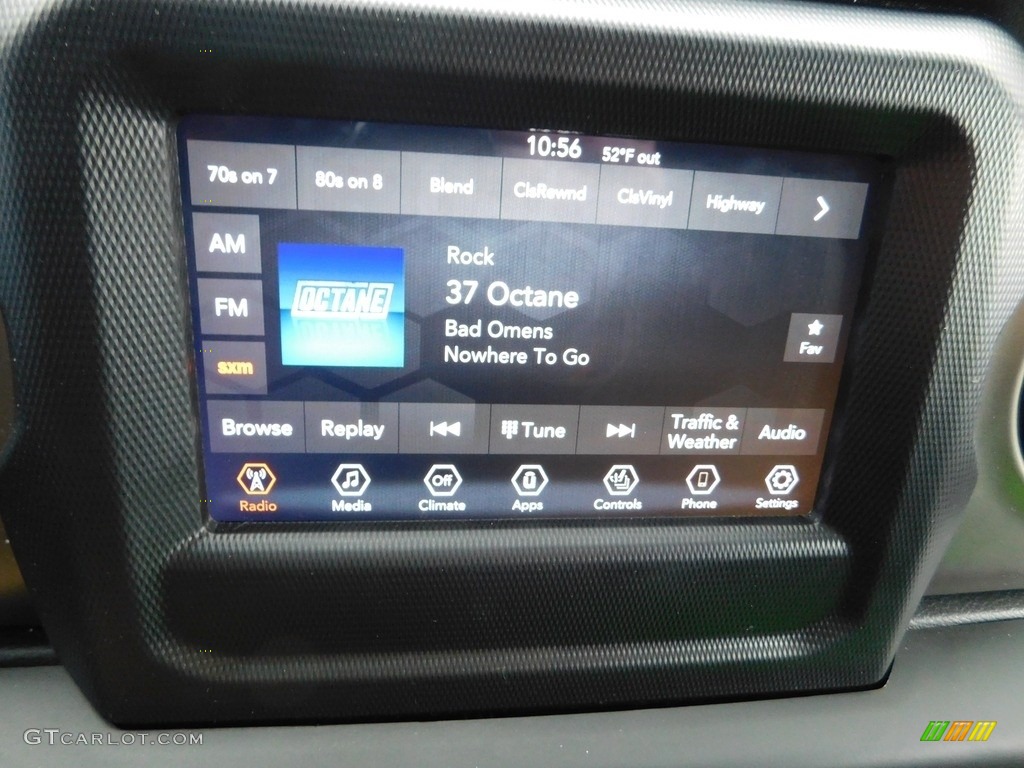 10:56 52°F out
70s on 7 80s on 8 Blend ClsRewnd ClsVinyl Highway
AM
FM
sxm
OCTANE
Rock
37 Octane
Bad Omens
Nowhere To Go
Fav
Browse Replay Tune Traffic & Weather Audio
Radio Media Off Climate Apps Controls Phone Settings
GTCARLOT.COM